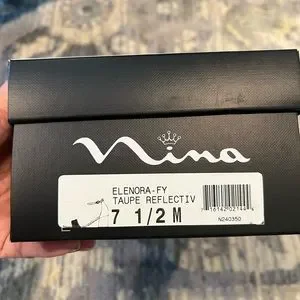 nina
ELENORA-FY
TAUPE REFLECTIV
7 1/2 M
N240350